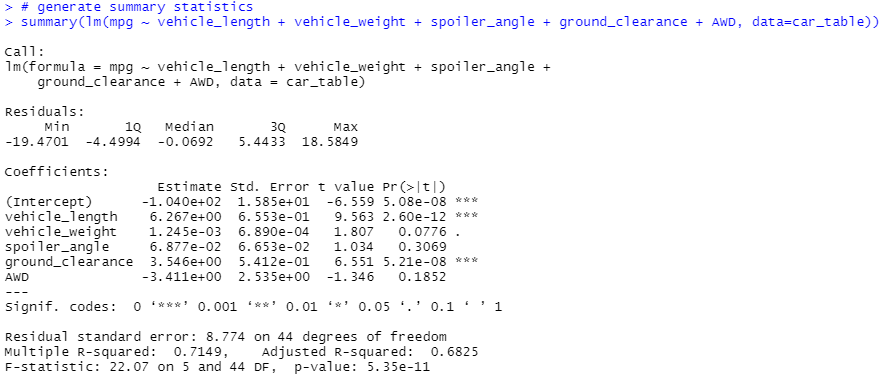 > # generate summary statistics
> summary(lm(mpg ~ vehicle_length + vehicle_weight + spoiler_angle + ground_clearance + AWD, data=car_table))
Call:
lm(formula = mpg ~ vehicle_length + vehicle_weight + spoiler_angle +
    ground_clearance + AWD, data = car_table)
Residuals:
     Min       1Q   Median       3Q      Max
-19.4701  -4.4994  -0.0692   5.4433  18.5849
Coefficients:
                   Estimate Std. Error t value Pr(>|t|)
(Intercept)      -1.040e+02  1.585e+01  -6.559 5.08e-08 ***
vehicle_length    6.267e+00  6.553e-01   9.563 2.60e-12 ***
vehicle_weight    1.245e-03  6.890e-04   1.807   0.0776 .
spoiler_angle     6.877e-02  6.653e-02   1.034   0.3069
ground_clearance  3.546e+00  5.412e-01   6.551 5.21e-08 ***
AWD              -3.411e+00  2.535e+00  -1.346   0.1852
---
Signif. codes:  0 ‘***’ 0.001 ‘**’ 0.01 ‘*’ 0.05 ‘.’ 0.1 ‘ ’ 1
Residual standard error: 8.774 on 44 degrees of freedom
Multiple R-squared:  0.7149,    Adjusted R-squared:  0.6825
F-statistic: 22.07 on 5 and 44 DF,  p-value: 5.35e-11